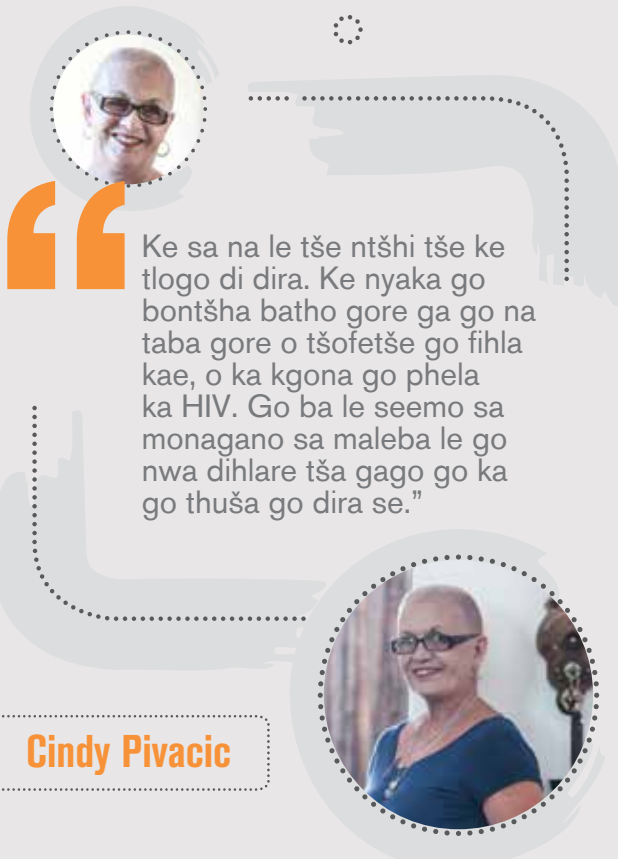 “
Ke sa na le tše ntšhi tše ke
tlogo di dira. Ke nyaka go
bontšha batho gore ga go na
taba gore o tšofetše go fihla
kae, o ka kgona go phela
ka HIV. Go ba le seemo sa
monagano sa maleba le go
nwa dihlare tša gago go ka
go thuša go dira se.”
Cindy Pivacic